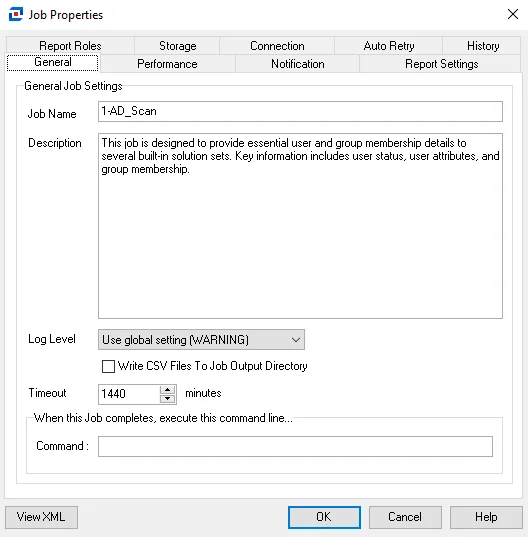 Job Properties
Report Roles
Storage
Connection
Auto Retry
History
General
Performance
Notification
Report Settings
General Job Settings
Job Name
1-AD_Scan
Description
This job is designed to provide essential user and group membership details to
several built-in solution sets. Key information includes user status, user attributes, and
group membership.
Log Level
Use global setting (WARNING)
Write CSV Files To Job Output Directory
Timeout
1440
minutes
When this Job completes, execute this command line...
Command :
View XML
OK
Cancel
Help